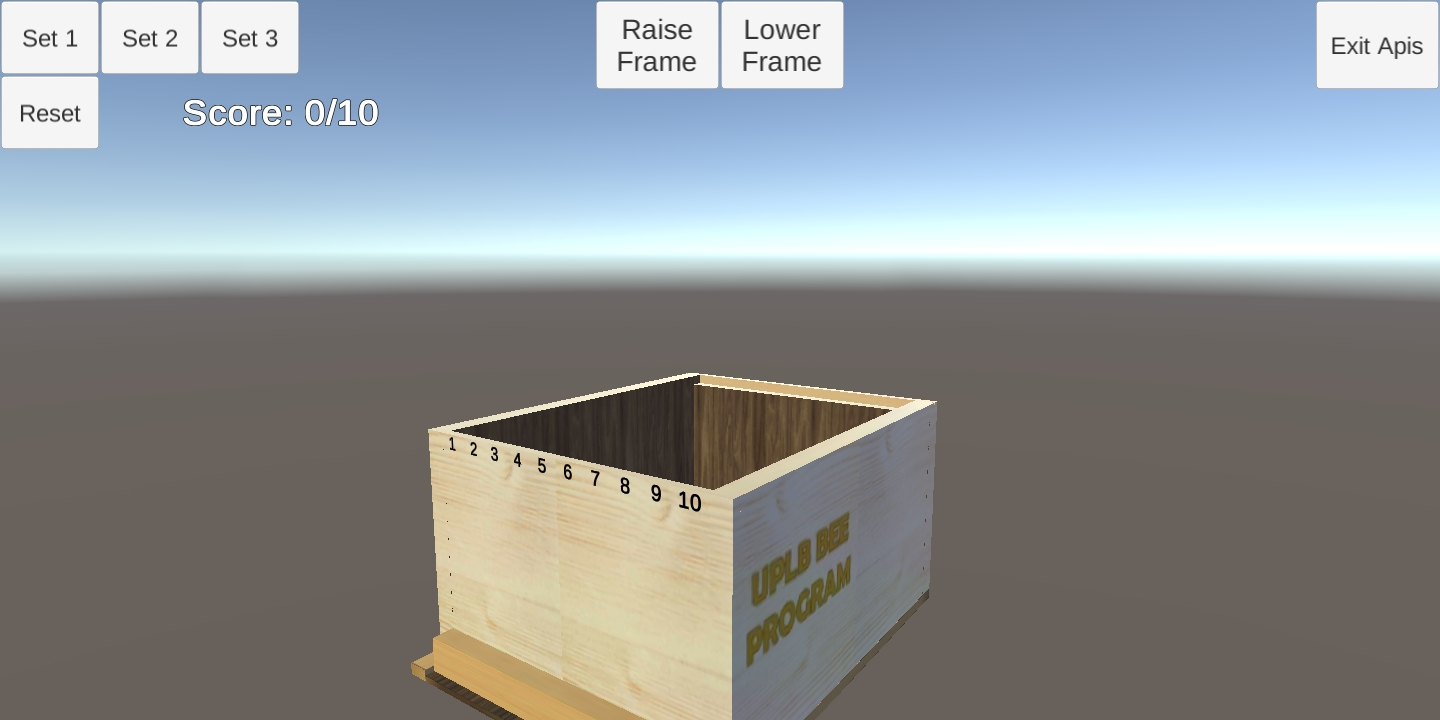 Set 1
Set 2
Set 3
Raise
Frame
Lower
Frame
Exit Apis
Reset
Score: 0/10
1 2 3 4 5 6 7 8 9 10
UPLB BEE
PROGRAM